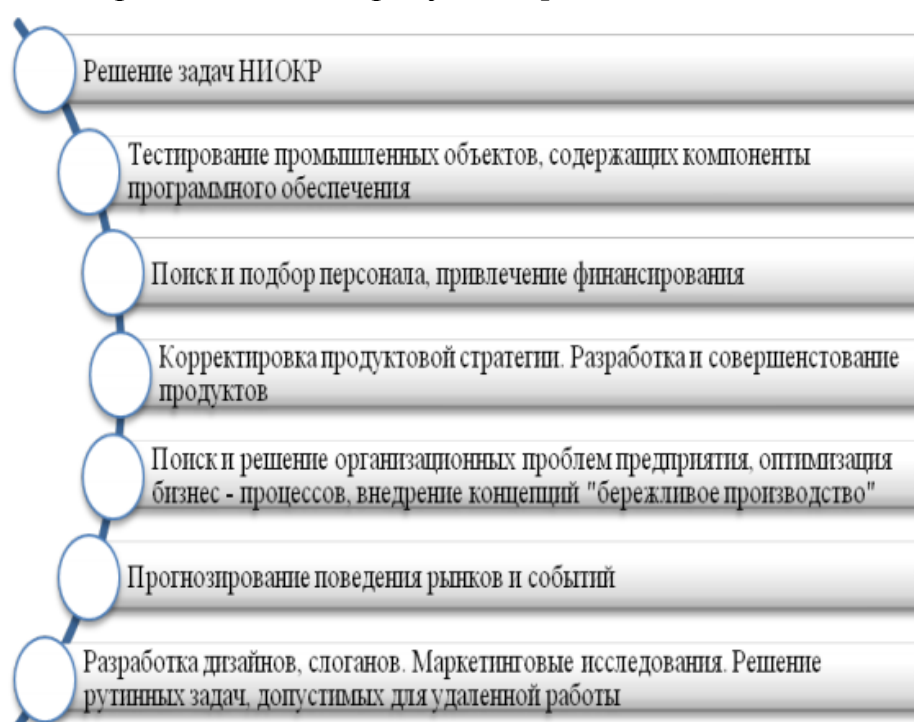 Решение задач НИОКР
Тестирование промышленных объектов, содержащих компоненты
программного обеспечения
Поиск и подбор персонала, привлечение финансирования
Корректировка продуктовой стратегии. Разработка и совершенстование
продуктов
Поиск и решение организационных проблем предприятия, оптимизация
бизнес - процессов, внедрение концепций "бережливое производство"
Прогнозирование поведения рынков и событий
Разработка дизайнов, слоганов. Маркетинговые исследования. Решение
рутинных задач, допустимых для удаленной работы